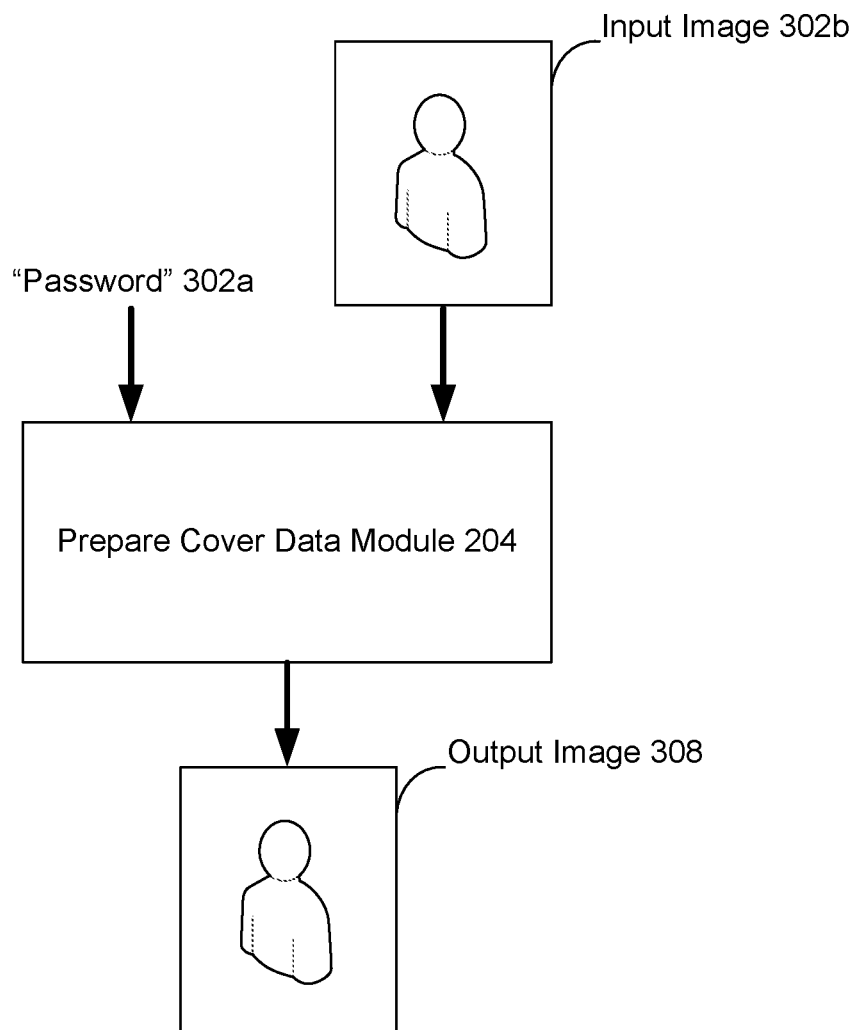 Input Image 302b
“Password” 302a
Prepare Cover Data Module 204
Output Image 308